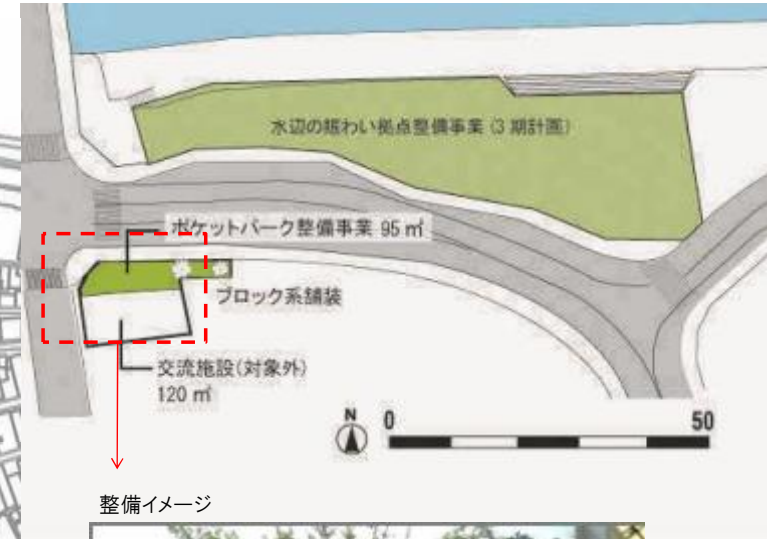 水辺の賑わい拠点整備事業(3期計画)
ポケットパーク整備事業 95㎡
ブロック系舗装
交流施設(対象外)
120㎡
N 0 50
整備イメージ